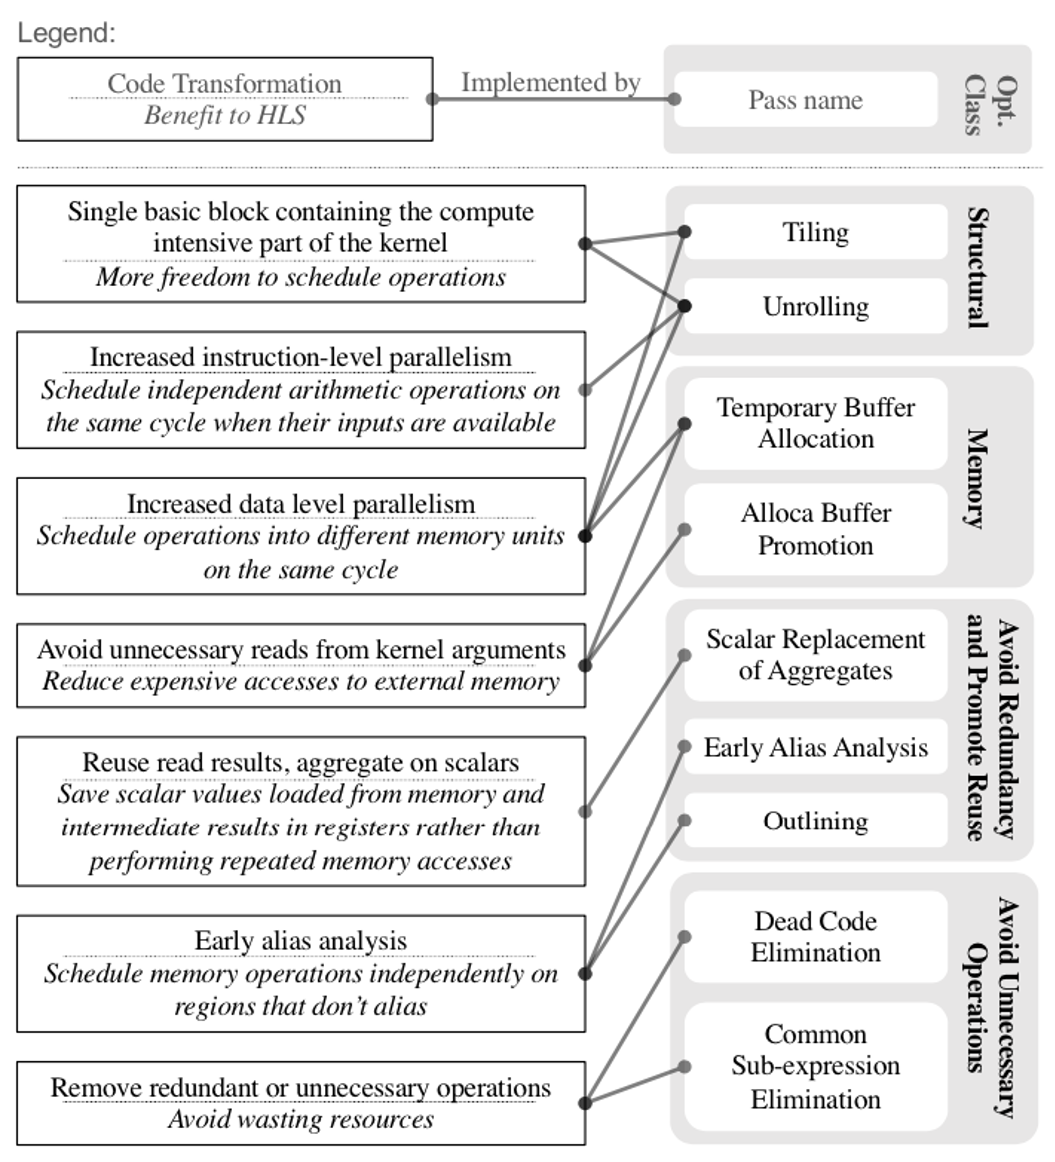 Legend:
Code Transformation
Benefit to HLS
Implemented by
Pass name
Opt.
Class
Single basic block containing the compute
intensive part of the kernel
More freedom to schedule operations
Increased instruction-level parallelism
Schedule independent arithmetic operations on
the same cycle when their inputs are available
Increased data level parallelism
Schedule operations into different memory units
on the same cycle
Avoid unnecessary reads from kernel arguments
Reduce expensive accesses to external memory
Reuse read results, aggregate on scalars
Save scalar values loaded from memory and
intermediate results in registers rather than
performing repeated memory accesses
Early alias analysis
Schedule memory operations independently on
regions that don't alias
Remove redundant or unnecessary operations
Avoid wasting resources
Tiling
Unrolling
Structural
Temporary Buffer
Allocation
Alloca Buffer
Promotion
Memory
Scalar Replacement
of Aggregates
Early Alias Analysis
Outlining
Avoid Redundancy
and Promote Reuse
Dead Code
Elimination
Common
Sub-expression
Elimination
Avoid Unnecessary
Operations